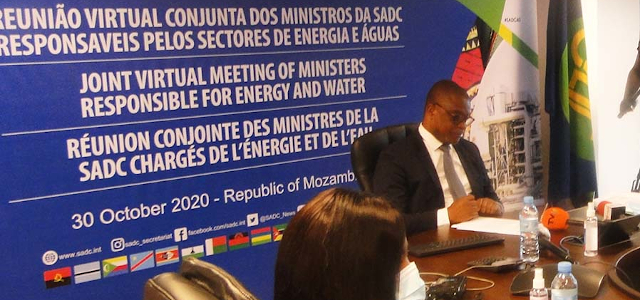 REUNIÃO VIRTUAL CONJUNTA DOS MINISTROS DA SADC
RESPONSAVEIS PELOS SECTORES DE ENERGIA E ÁGUAS
JOINT VIRTUAL MEETING OF MINISTERS
RESPONSIBLE FOR ENERGY AND WATER
RÉUNION CONJOINTE DES MINISTRES DE LA
SADC CHARGÉS DE L'ÉNERGIE ET DE L'EAU
30 October 2020 - Republic of Mozamb
www.sadc.int sadc_secretariat facebook.com/sadc.int @SADC_News